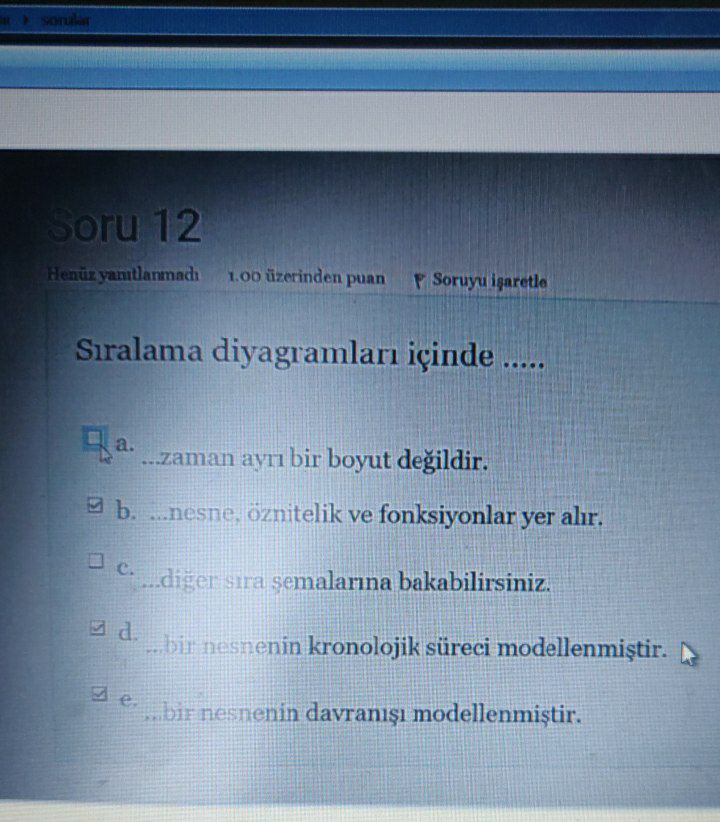 sorular
Soru 12
Henüz yanıtlanmadı 1.00 üzerinden puan Soruyu işaretle
Sıralama diyagramları içinde .....
a. ...zaman ayrı bir boyut değildir.
b. ...nesne, öznitelik ve fonksiyonlar yer alır.
c. ...diğer sıra şemalarına bakabilirsiniz.
d. ...bir nesnenin kronolojik süreci modellenmiştir.
e. ...bir nesnenin davranışı modellenmiştir.